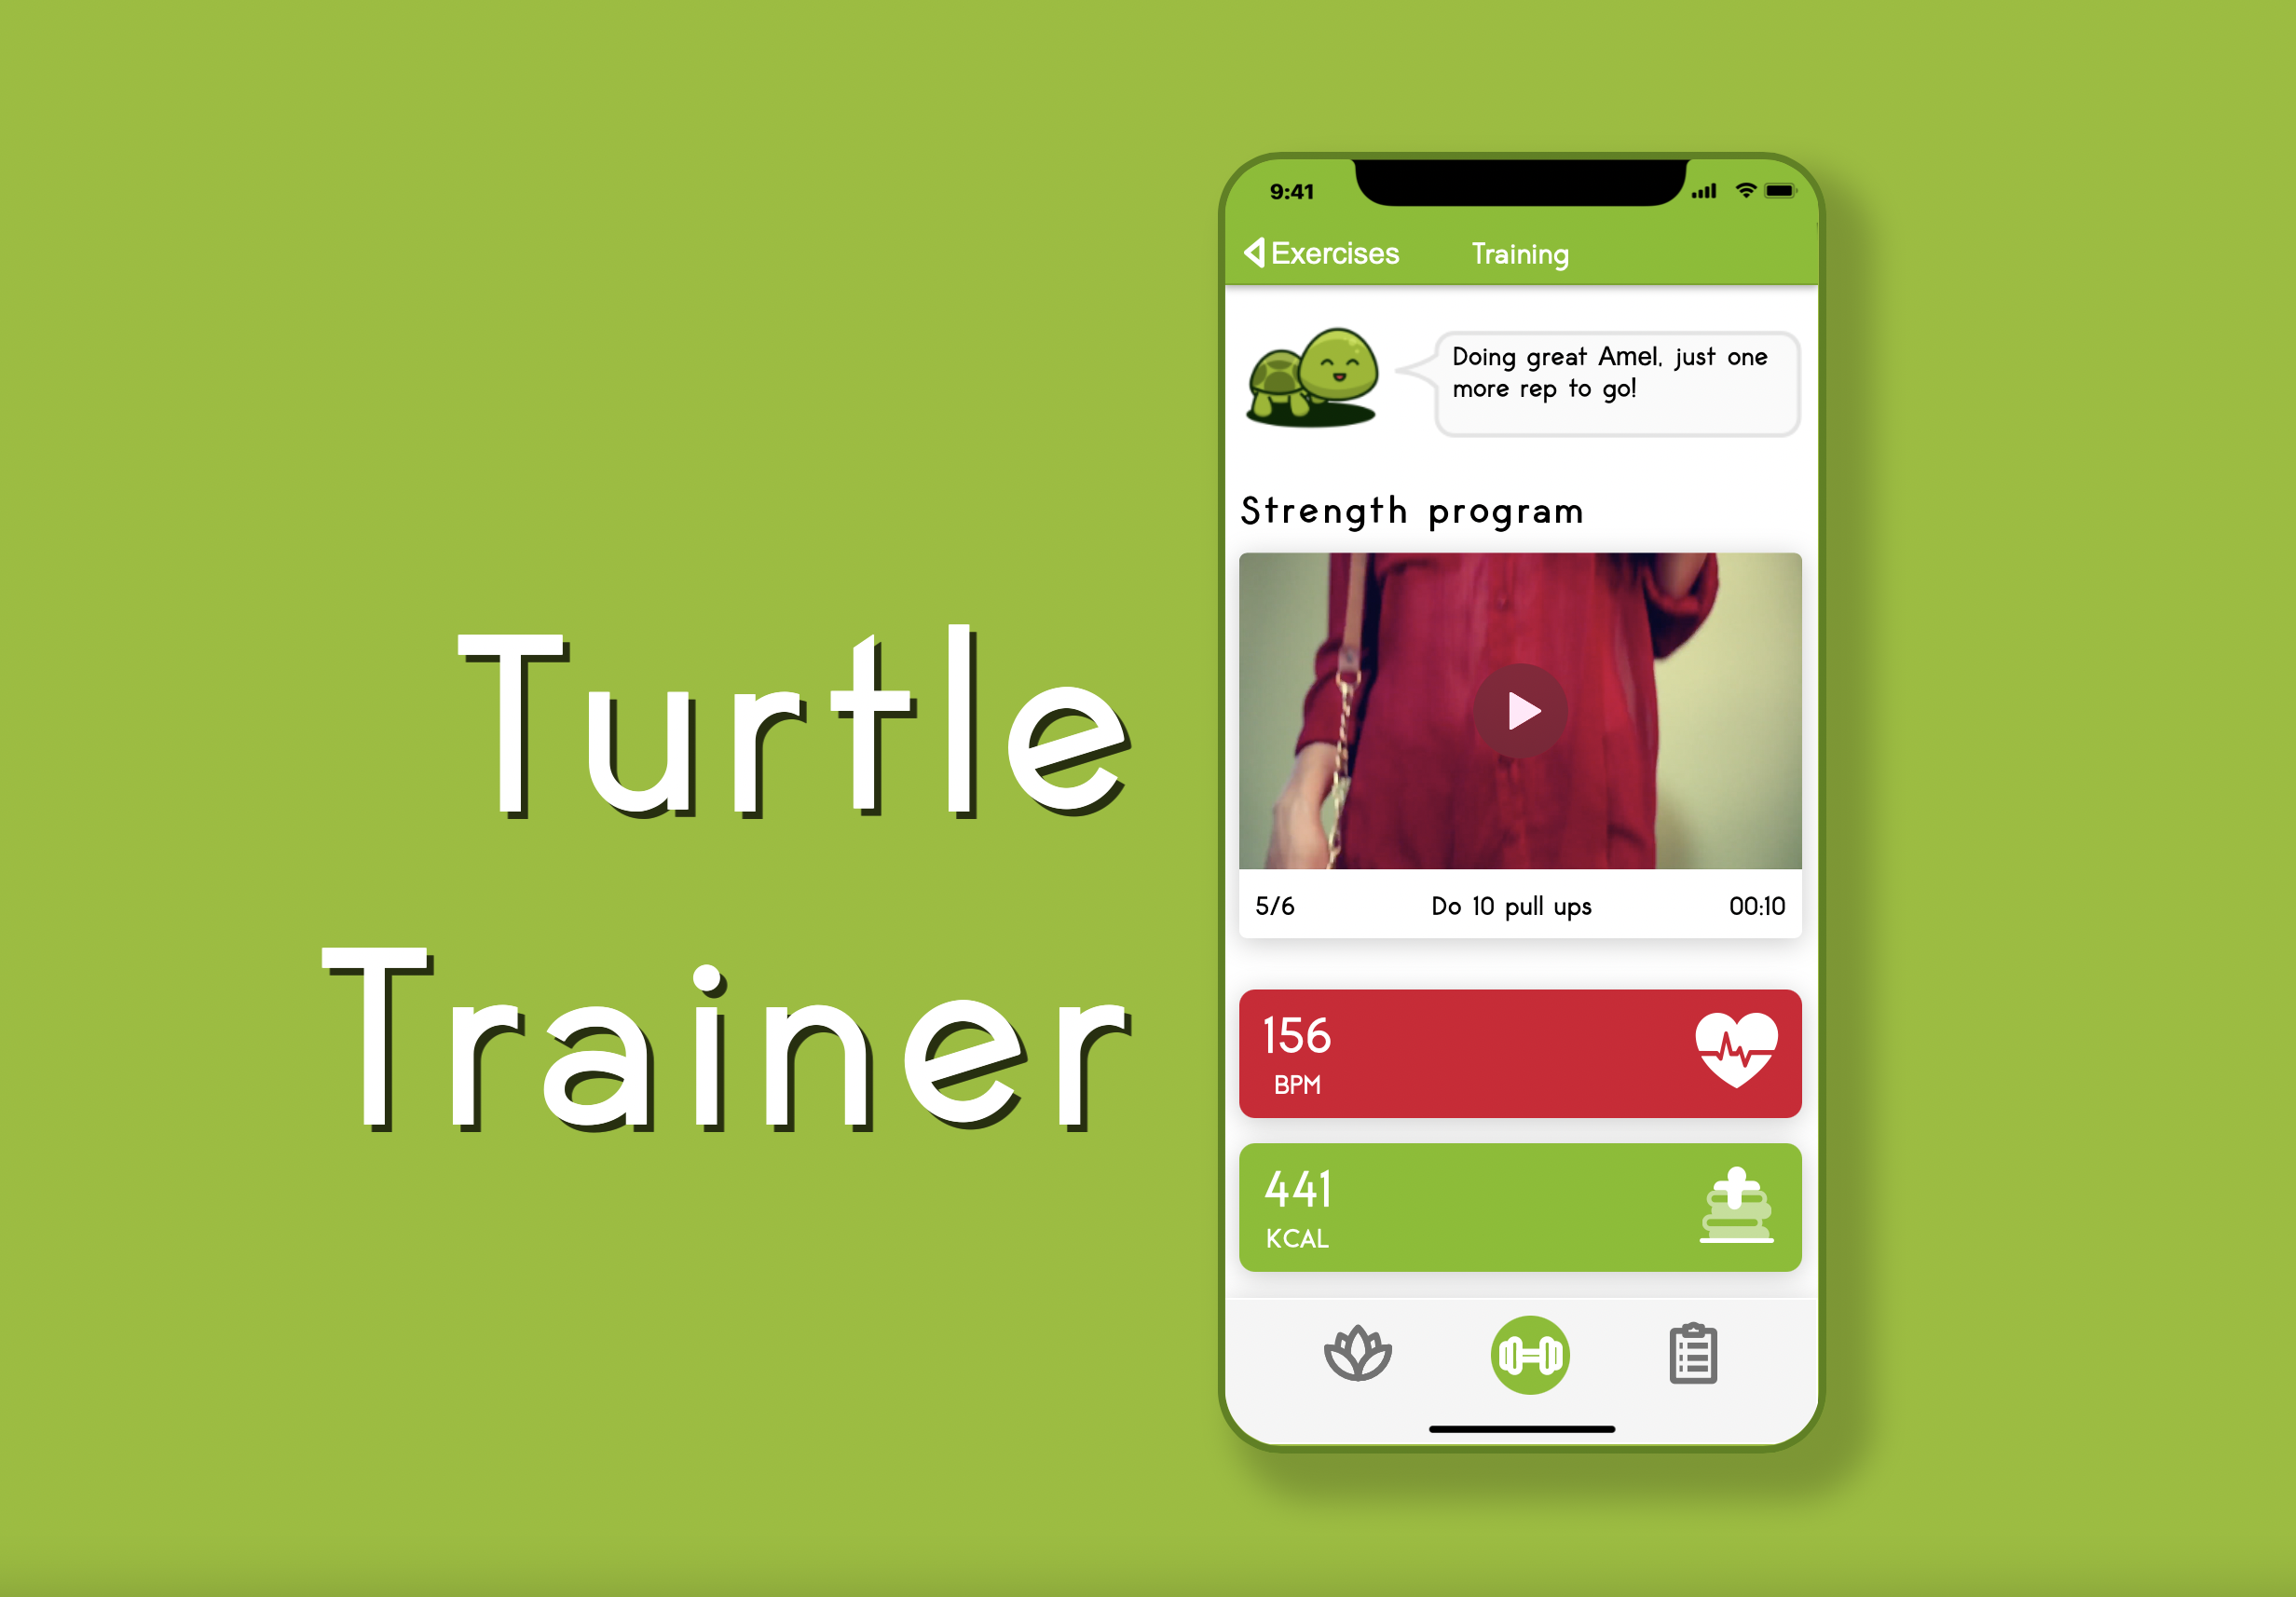 Turtle
Trainer
9:41
Exercises
Training
Doing great Amel, just one
more rep to go!
Strength program
5/6
Do 10 pull ups
00:10
156
BPM
441
KCAL